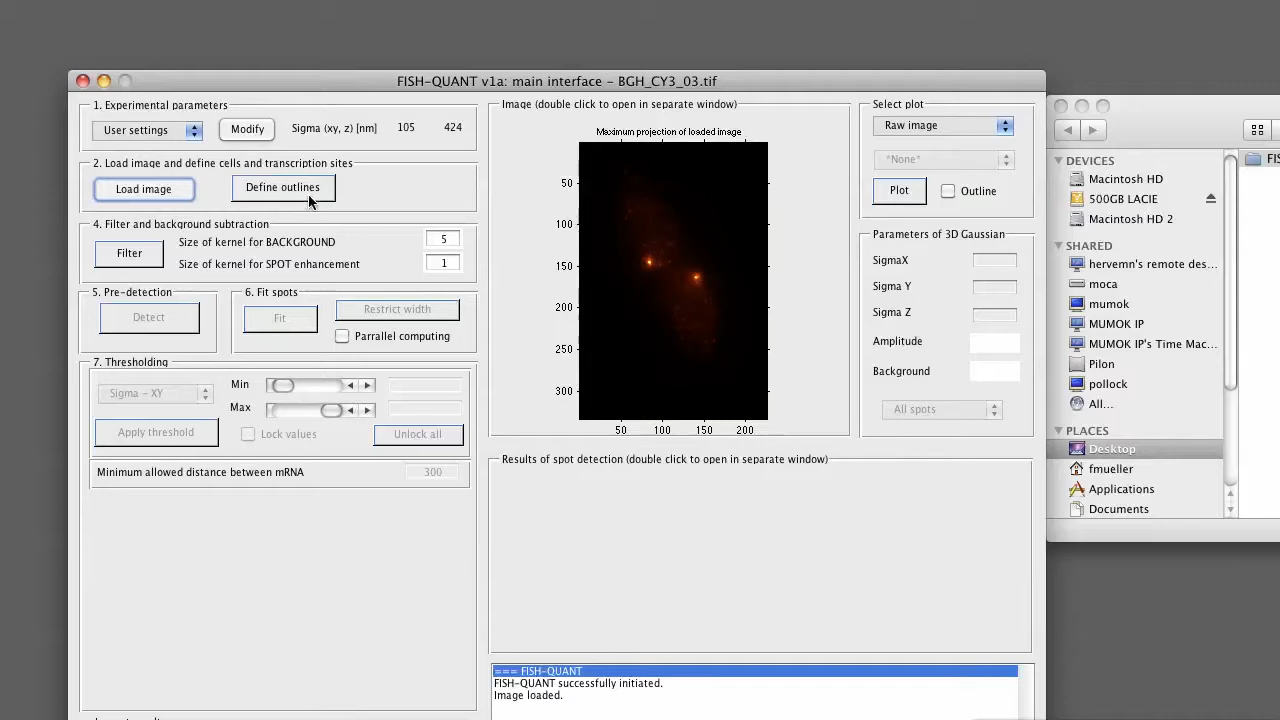 FISH-QUANT v1a: main interface - BGH_CY3_03.tif
1. Experimental parameters
User settings
Modify
Sigma (xy, z) [nm]
105
424
2. Load image and define cells and transcription sites
Load image
Define outlines
4. Filter and background subtraction
Filter
Size of kernel for BACKGROUND
5
Size of kernel for SPOT enhancement
1
5. Pre-detection
Detect
6. Fit spots
Fit
Restrict width
Parrallel computing
7. Thresholding
Sigma - XY
Min
Max
Apply threshold
Lock values
Unlock all
Minimum allowed distance between mRNA
300
Image (double click to open in separate window)
Maximum projection of loaded image
50
100
150
200
250
300
50
100
150
200
Select plot
Raw image
*None*
Plot
Outline
Parameters of 3D Gaussian
SigmaX
Sigma Y
Sigma Z
Amplitude
Background
All spots
Results of spot detection (double click to open in separate window)
=== FISH-QUANT
FISH-QUANT successfully initiated.
Image loaded.
DEVICES
Macintosh HD
500GB LACIE
Macintosh HD 2
SHARED
hervemn's remote des...
moca
mumok
MUMOK IP
MUMOK IP's Time Mac...
Pilon
pollock
All...
PLACES
Desktop
fmueller
Applications
Documents